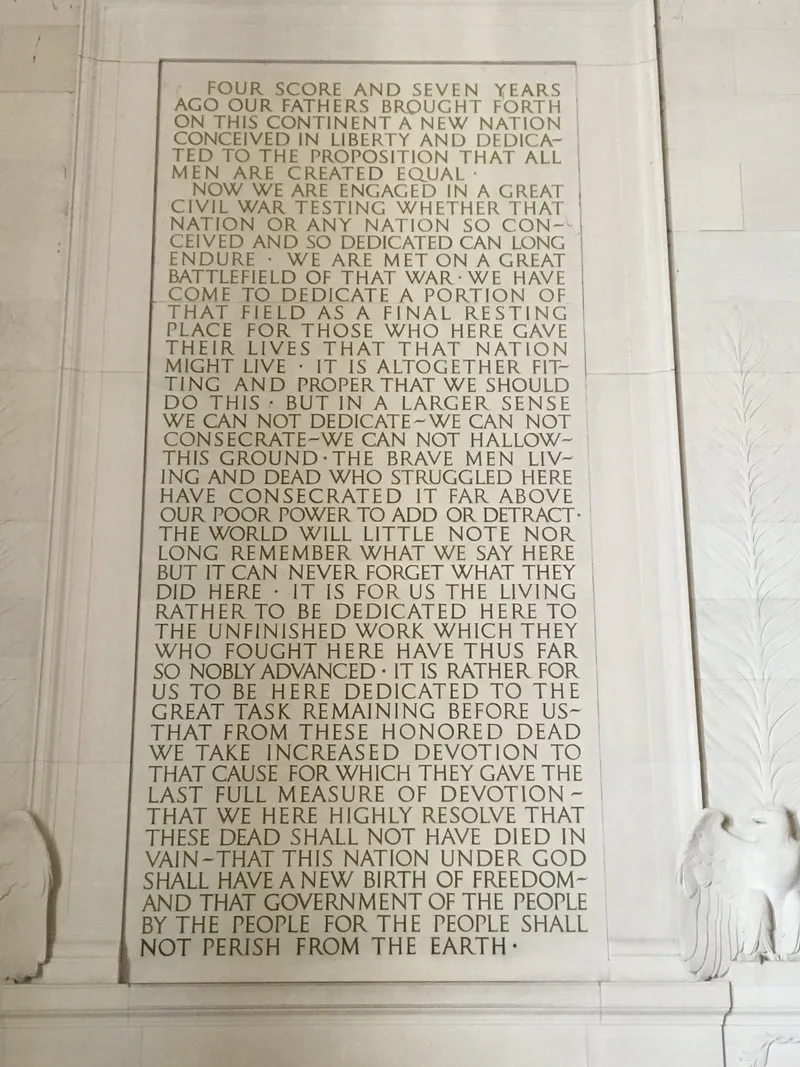 FOUR SCORE AND SEVEN YEARS
AGO OUR FATHERS BROUGHT FORTH
ON THIS CONTINENT A NEW NATION
CONCEIVED IN LIBERTY AND DEDICA~
TED TO THE PROPOSITION THAT ALL
MEN ARE CREATED EQUAL ·
NOW WE ARE ENGAGED IN A GREAT
CIVIL WAR TESTING WHETHER THAT
NATION OR ANY NATION SO CON~
CEIVED AND SO DEDICATED CAN LONG
ENDURE · WE ARE MET ON A GREAT
BATTLEFIELD OF THAT WAR · WE HAVE
COME TO DEDICATE A PORTION OF
THAT FIELD AS A FINAL RESTING
PLACE FOR THOSE WHO HERE GAVE
THEIR LIVES THAT THAT NATION
MIGHT LIVE · IT IS ALTOGETHER FIT~
TING AND PROPER THAT WE SHOULD
DO THIS · BUT IN A LARGER SENSE
WE CAN NOT DEDICATE~WE CAN NOT
CONSECRATE~WE CAN NOT HALLOW~
THIS GROUND · THE BRAVE MEN LIV~
ING AND DEAD WHO STRUGGLED HERE
HAVE CONSECRATED IT FAR ABOVE
OUR POOR POWER TO ADD OR DETRACT ·
THE WORLD WILL LITTLE NOTE NOR
LONG REMEMBER WHAT WE SAY HERE
BUT IT CAN NEVER FORGET WHAT THEY
DID HERE · IT IS FOR US THE LIVING
RATHER TO BE DEDICATED HERE TO
THE UNFINISHED WORK WHICH THEY
WHO FOUGHT HERE HAVE THUS FAR
SO NOBLY ADVANCED · IT IS RATHER FOR
US TO BE HERE DEDICATED TO THE
GREAT TASK REMAINING BEFORE US~
THAT FROM THESE HONORED DEAD
WE TAKE INCREASED DEVOTION TO
THAT CAUSE FOR WHICH THEY GAVE THE
LAST FULL MEASURE OF DEVOTION~
THAT WE HERE HIGHLY RESOLVE THAT
THESE DEAD SHALL NOT HAVE DIED IN
VAIN~THAT THIS NATION UNDER GOD
SHALL HAVE A NEW BIRTH OF FREEDOM~
AND THAT GOVERNMENT OF THE PEOPLE
BY THE PEOPLE FOR THE PEOPLE SHALL
NOT PERISH FROM THE EARTH ·